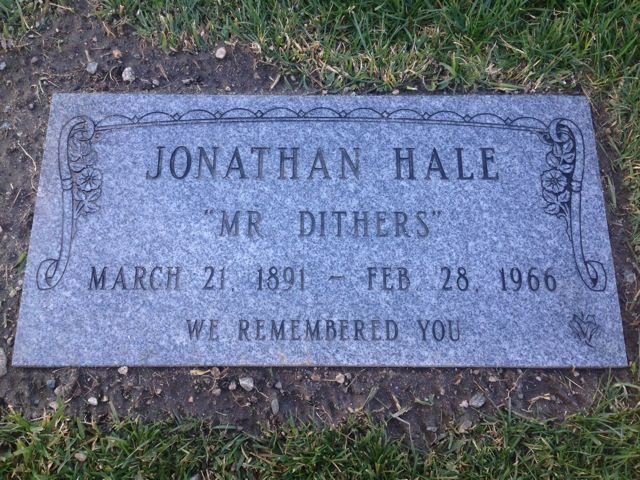 JONATHAN HALE
"MR. DITHERS"
MARCH 21, 1891 – FEB. 28, 1966
WE REMEMBERED YOU